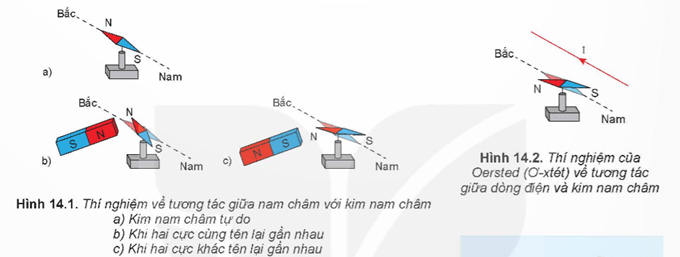 Bắc
N
S
a)
Nam
Bắc
N
S
S
N
b)
Nam
Bắc
N
S
N
S
c)
Nam
Hình 14.1. Thí nghiệm về tương tác giữa nam châm với kim nam châm
a) Kim nam châm tự do
b) Khi hai cực cùng tên lại gần nhau
c) Khi hai cực khác tên lại gần nhau
I
Bắc
N
S
Nam
Hình 14.2. Thí nghiệm của
Oersted (Ơ-xtét) về tương tác
giữa dòng điện và kim nam châm